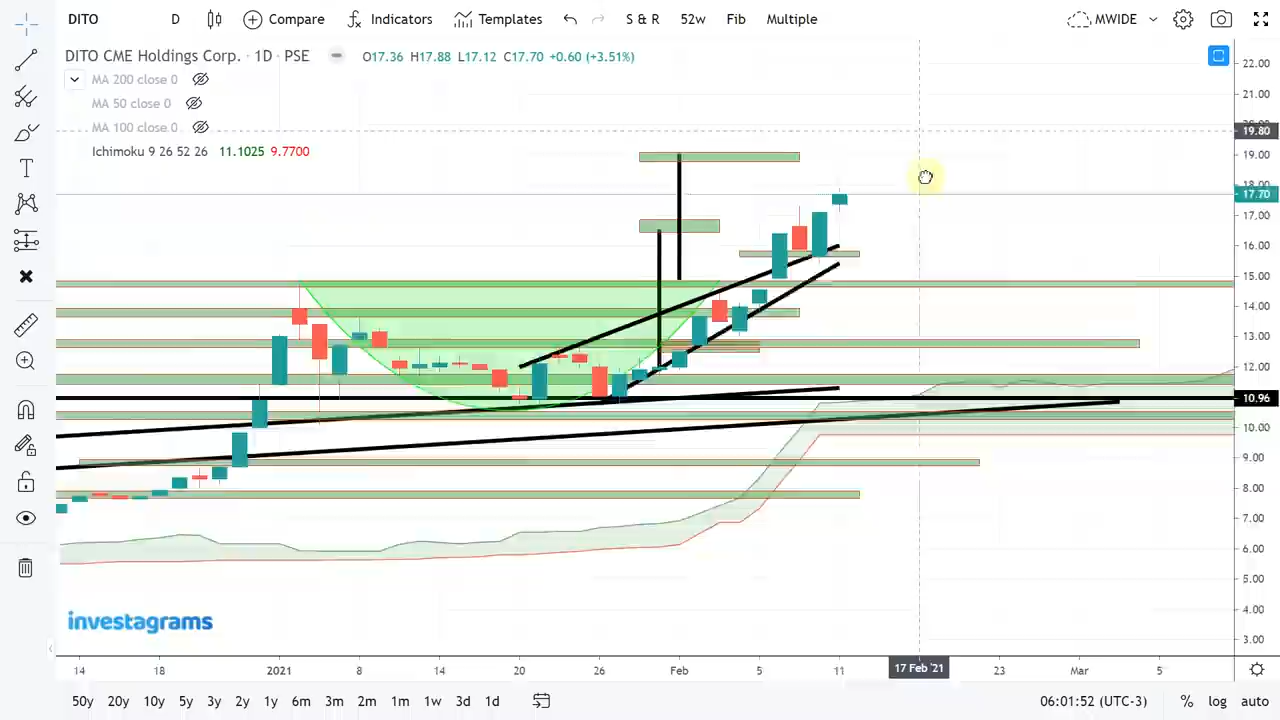 DITO D Compare Indicators Templates S & R 52w Fib Multiple MWIDE
DITO CME Holdings Corp. · 1D · PSE O17.36 H17.88 L17.12 C17.70 +0.60 (+3.51%)
MA 200 close 0
MA 50 close 0
MA 100 close 0
Ichimoku 9 26 52 26 11.1025 9.7700
22.00
21.00
19.80
19.00
18.00
17.70
17.00
16.00
15.00
14.00
13.00
12.00
10.96
10.00
9.00
8.00
7.00
6.00
5.00
4.00
3.00
investagrams
14 18 2021 8 14 20 26 Feb 5 11 17 Feb '21 23 Mar 5
50y 20y 10y 5y 3y 2y 1y 6m 3m 2m 1m 1w 3d 1d 06:01:52 (UTC-3) % log auto